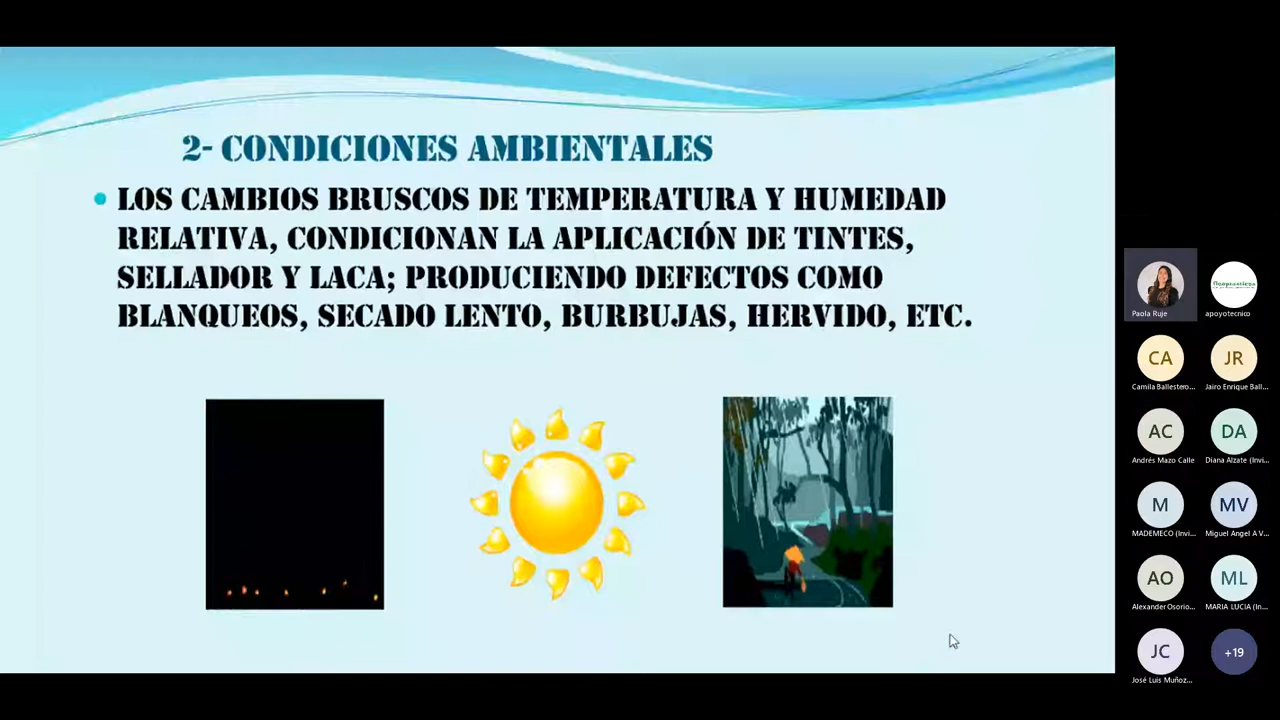 2- CONDICIONES AMBIENTALES
LOS CAMBIOS BRUSCOS DE TEMPERATURA Y HUMEDAD
RELATIVA, CONDICIONAN LA APLICACIÓN DE TINTES,
SELLADOR Y LACA; PRODUCIENDO DEFECTOS COMO
BLANQUEOS, SECADO LENTO, BURBUJAS, HERVIDO, ETC.
Paola Ruje
apoyotecnico
CA
JR
Camila Ballestero...
Jairo Enrique Ball...
AC
DA
Andrés Mazo Calle
Diana Alzate (Invi...
M
MV
MADEMECO (Invi...
Miguel Angel A V...
AO
ML
Alexander Osorio...
MARIA LUCIA (In...
JC
+19
José Luis Muñoz...